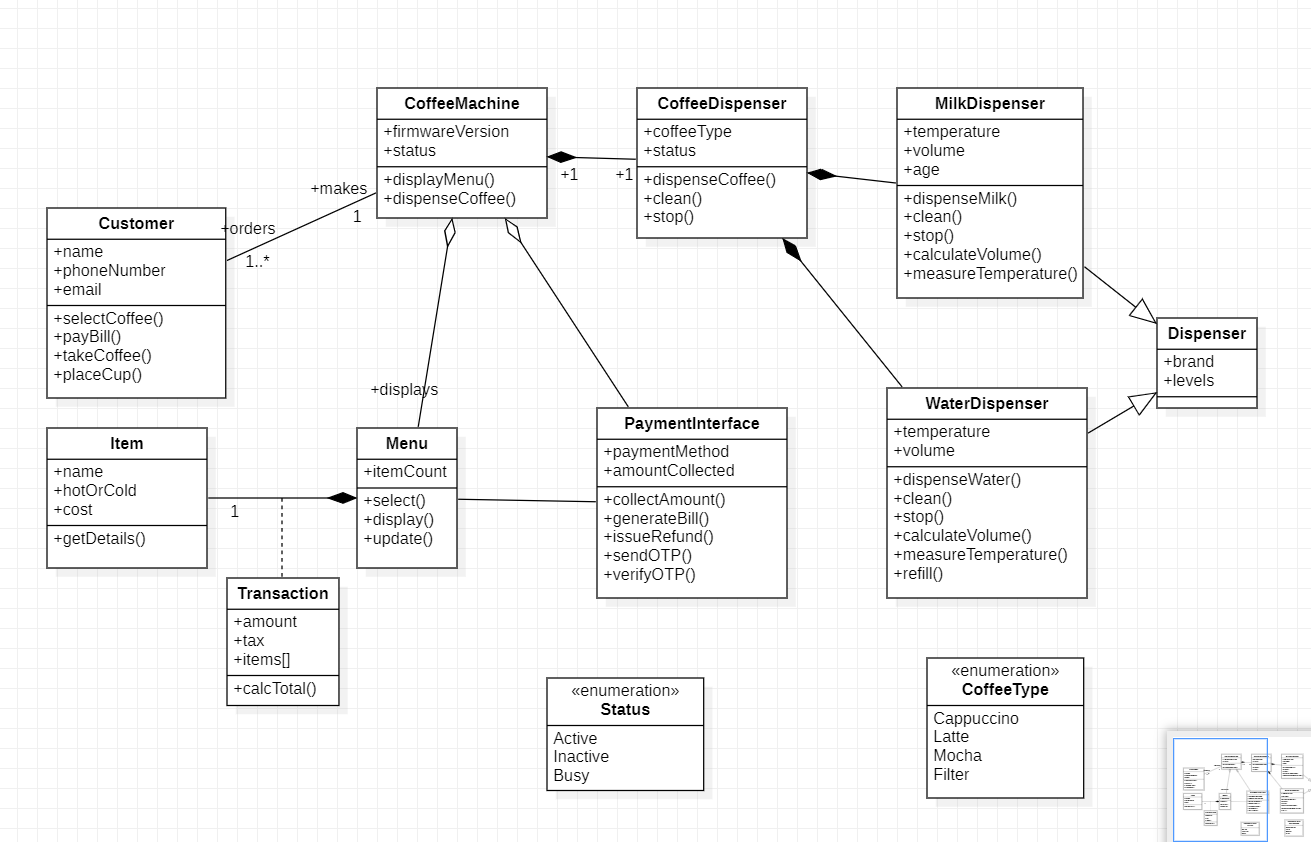 CoffeeMachine
+firmwareVersion
+status
+displayMenu()
+dispenseCoffee()
CoffeeDispenser
+coffeeType
+status
+dispenseCoffee()
+clean()
+stop()
MilkDispenser
+temperature
+volume
+age
+dispenseMilk()
+clean()
+stop()
+calculateVolume()
+measureTemperature()
+1
+1
+makes
1
+orders
1..*
Customer
+name
+phoneNumber
+email
+selectCoffee()
+payBill()
+takeCoffee()
+placeCup()
Dispenser
+brand
+levels
+displays
Item
+name
+hotOrCold
+cost
+getDetails()
1
Menu
+itemCount
+select()
+display()
+update()
PaymentInterface
+paymentMethod
+amountCollected
+collectAmount()
+generateBill()
+issueRefund()
+sendOTP()
+verifyOTP()
WaterDispenser
+temperature
+volume
+dispenseWater()
+clean()
+stop()
+calculateVolume()
+measureTemperature()
+refill()
Transaction
+amount
+tax
+items[]
+calcTotal()
«enumeration»
Status
Active
Inactive
Busy
«enumeration»
CoffeeType
Cappuccino
Latte
Mocha
Filter